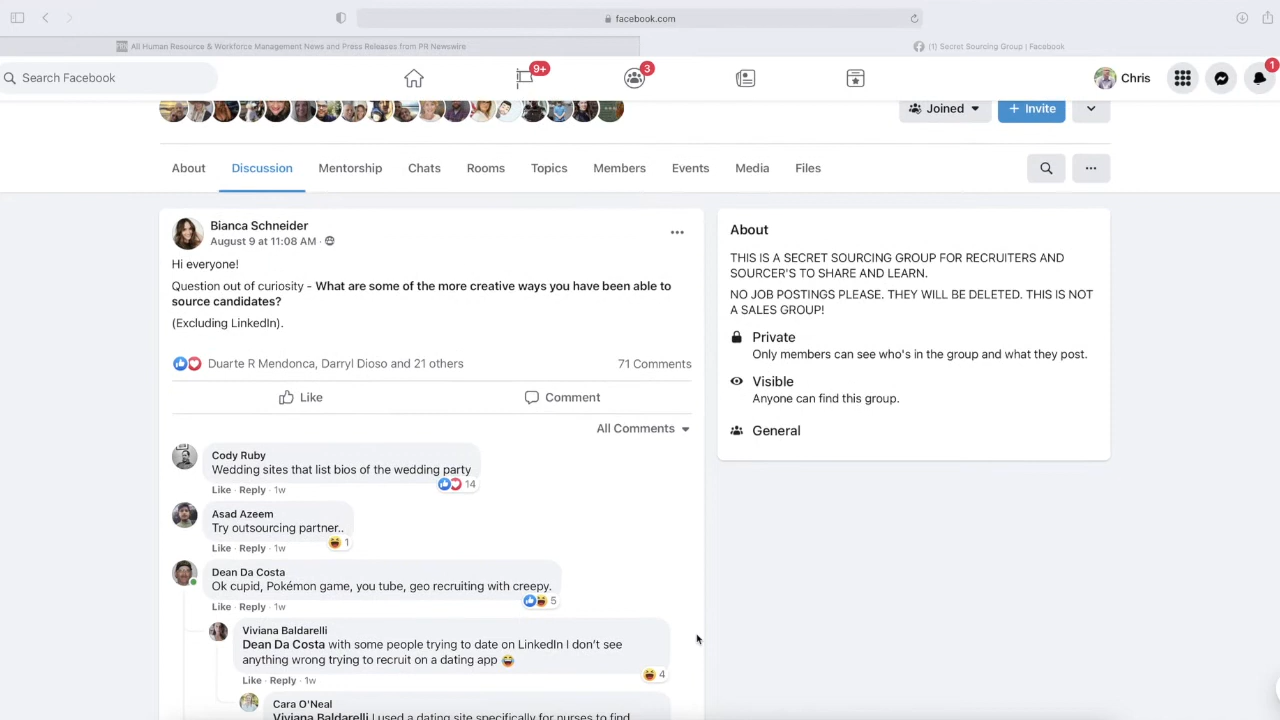 facebook.com
All Human Resource & Workforce Management News and Press Releases from PR Newswire
(1) Secret Sourcing Group | Facebook
Search Facebook
9+
3
Chris
1
Joined
+ Invite
About
Discussion
Mentorship
Chats
Rooms
Topics
Members
Events
Media
Files
Bianca Schneider
August 9 at 11:08 AM ·
Hi everyone!
Question out of curiosity - What are some of the more creative ways you have been able to
source candidates?
(Excluding LinkedIn).
Duarte R Mendonca, Darryl Dioso and 21 others
71 Comments
Like
Comment
All Comments
Cody Ruby
Wedding sites that list bios of the wedding party
14
Like · Reply · 1w
Asad Azeem
Try outsourcing partner..
1
Like · Reply · 1w
Dean Da Costa
Ok cupid, Pokémon game, you tube, geo recruiting with creepy.
5
Like · Reply · 1w
Viviana Baldarelli
Dean Da Costa with some people trying to date on LinkedIn I don't see
anything wrong trying to recruit on a dating app
4
Like · Reply · 1w
Cara O'Neal
Viviana Baldarelli I used a dating site specifically for nurses to find
About
THIS IS A SECRET SOURCING GROUP FOR RECRUITERS AND
SOURCER'S TO SHARE AND LEARN.
NO JOB POSTINGS PLEASE. THEY WILL BE DELETED. THIS IS NOT
A SALES GROUP!
Private
Only members can see who's in the group and what they post.
Visible
Anyone can find this group.
General